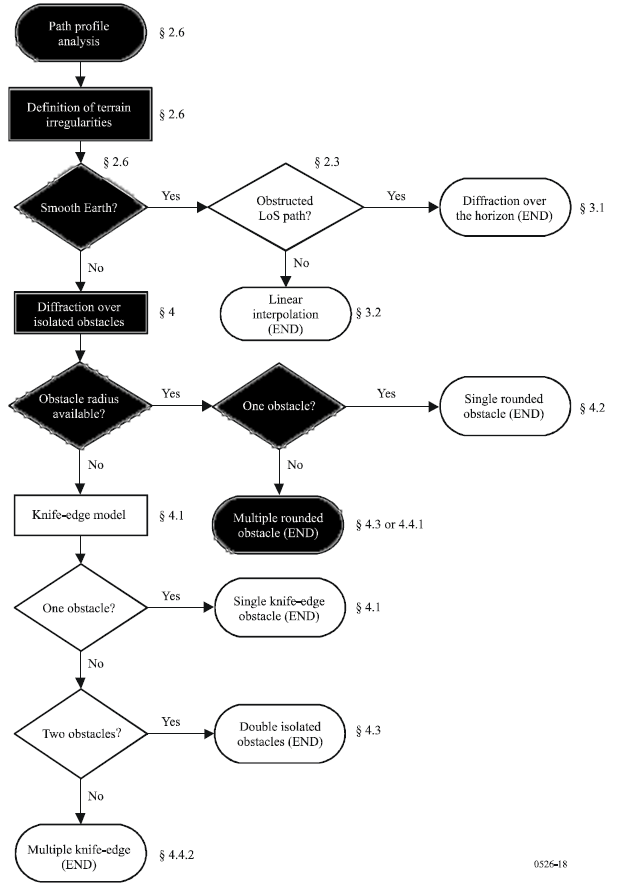 Path profile
analysis
§ 2.6
Definition of terrain
irregularities
§ 2.6
§ 2.6
Smooth Earth?
Yes
§ 2.3
Obstructed
LoS path?
Yes
Diffraction over
the horizon (END)
§ 3.1
No
No
Diffraction over
isolated obstacles
§ 4
Linear
interpolation
(END)
§ 3.2
Obstacle radius
available?
Yes
One obstacle?
Yes
Single rounded
obstacle (END)
§ 4.2
No
No
Knife-edge model
§ 4.1
Multiple rounded
obstacle (END)
§ 4.3 or 4.4.1
One obstacle?
Yes
Single knife-edge
obstacle (END)
§ 4.1
No
Two obstacles?
Yes
Double isolated
obstacles (END)
§ 4.3
No
Multiple knife-edge
(END)
§ 4.4.2
0526-18